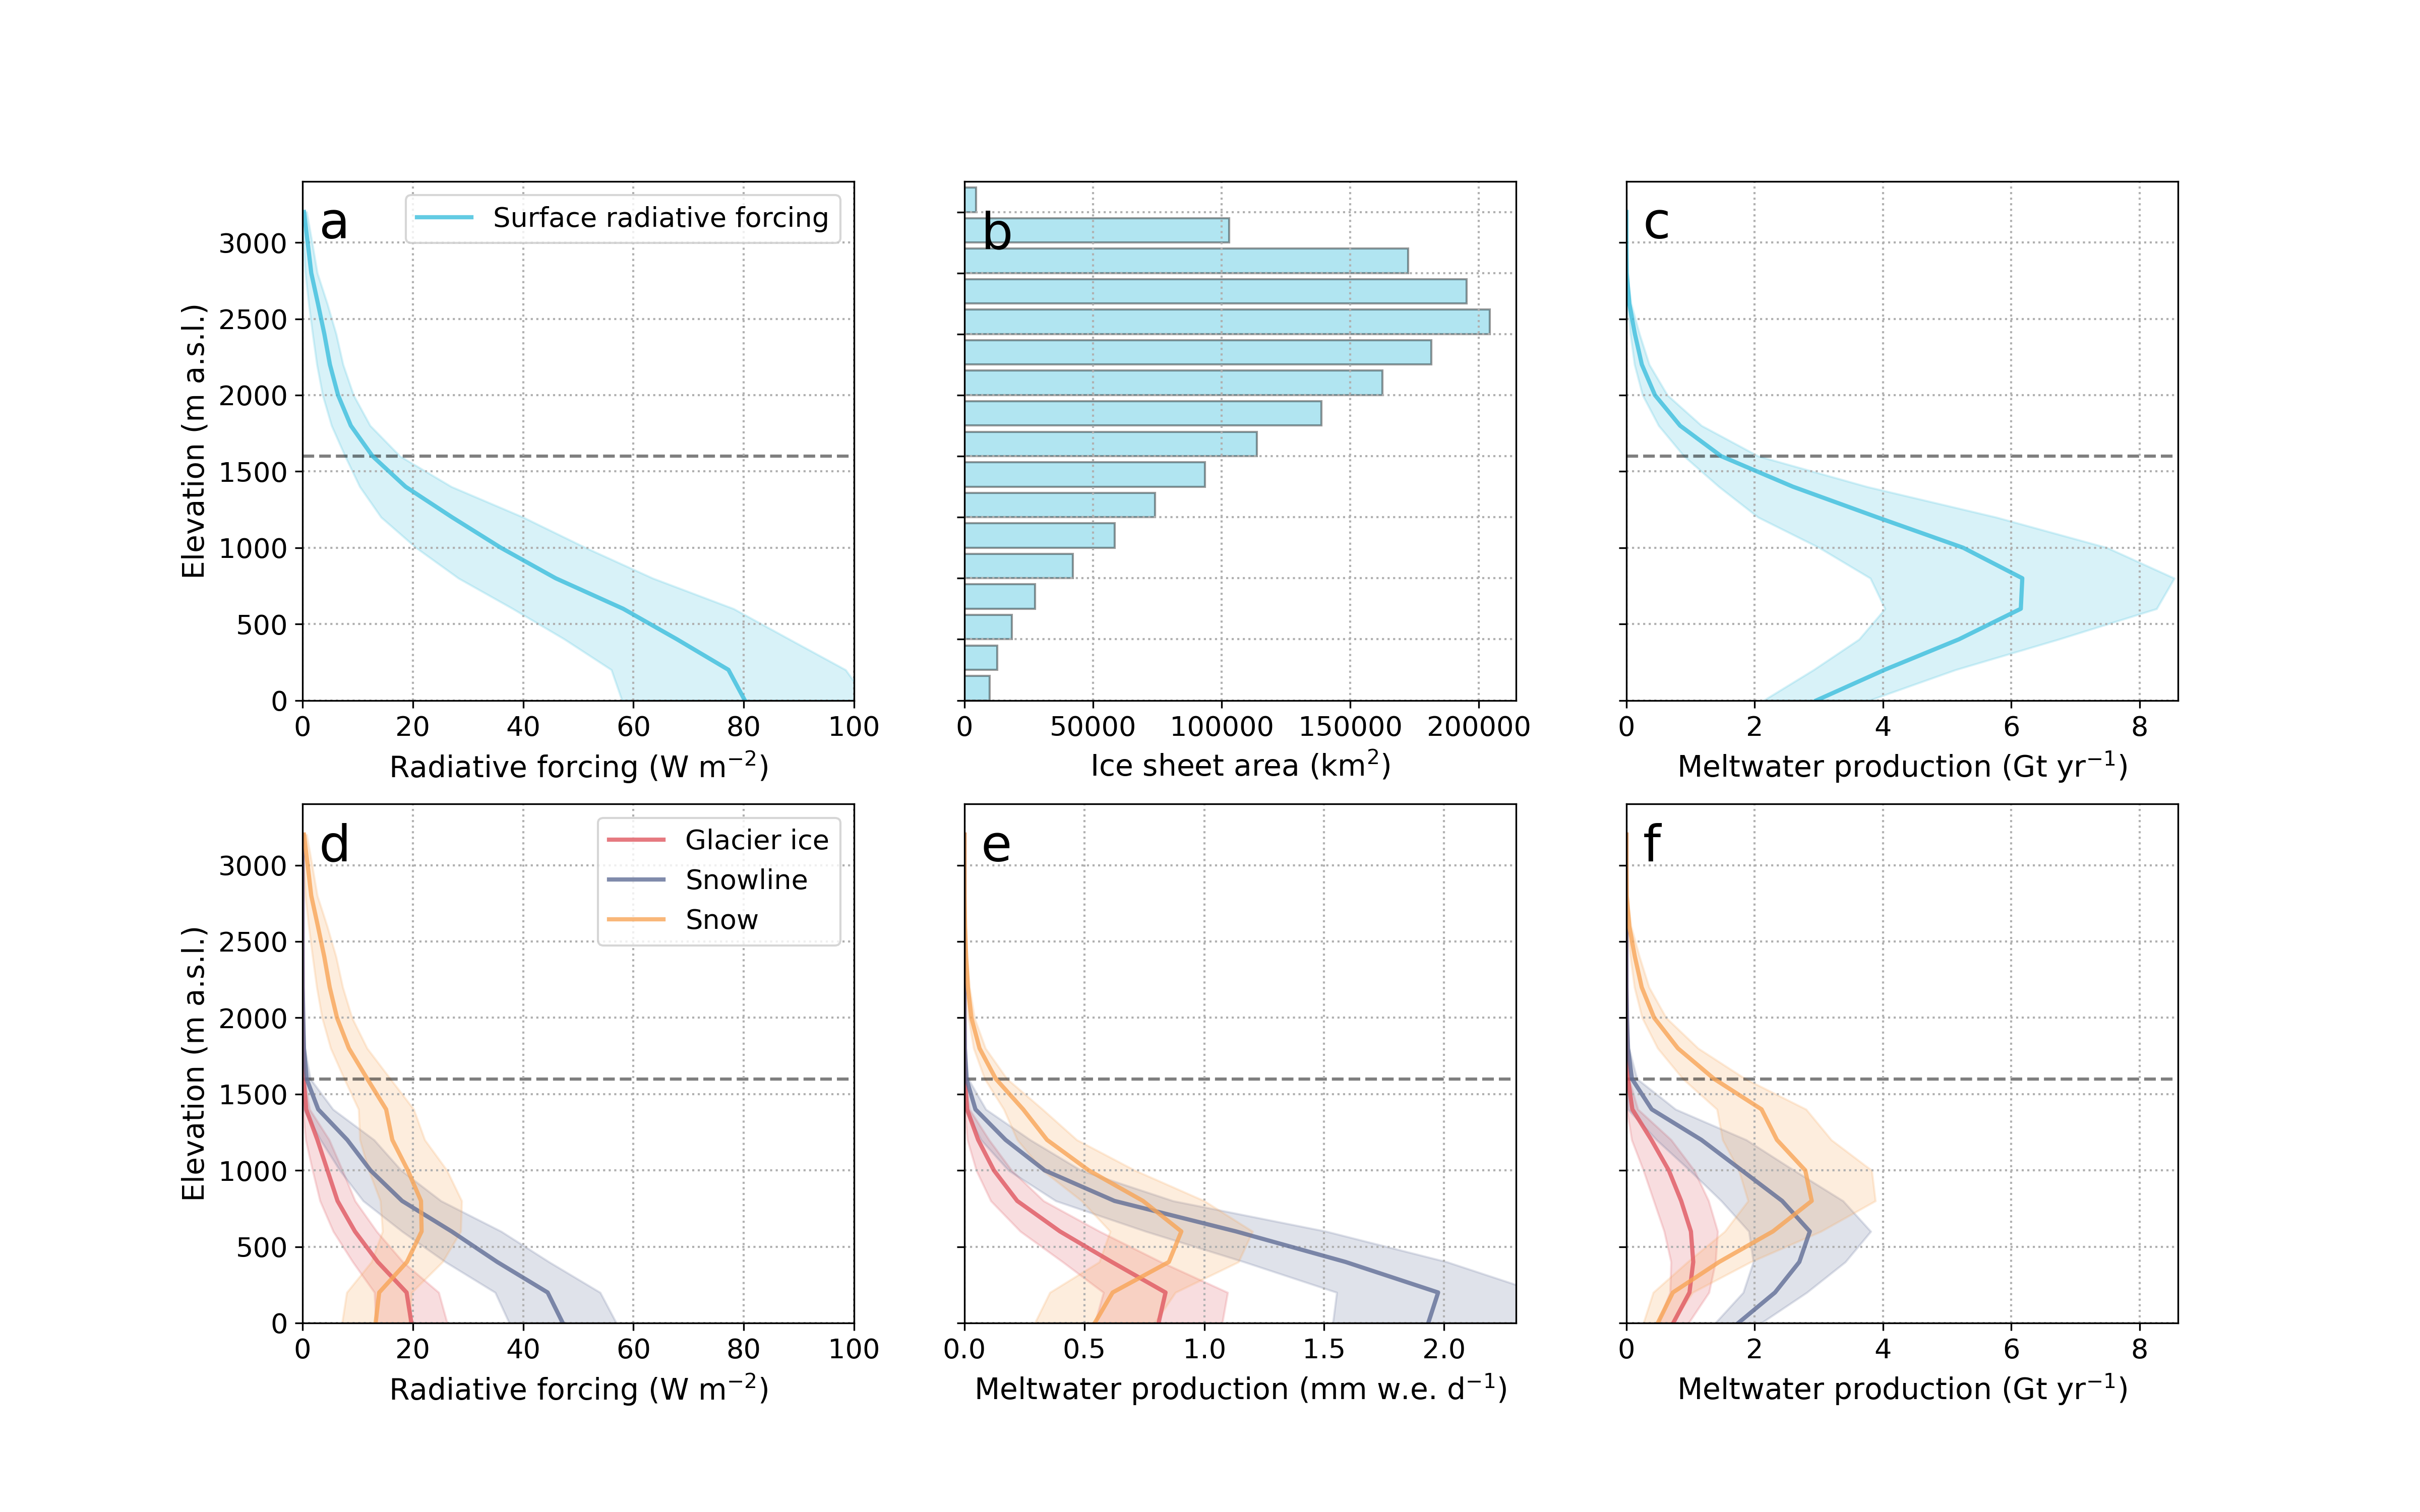 a
Surface radiative forcing
3000
2500
2000
1500
1000
500
0
Elevation (m a.s.l.)
0 20 40 60 80 100
Radiative forcing (W m⁻²)
b
0 50000 100000 150000 200000
Ice sheet area (km²)
c
0 2 4 6 8
Meltwater production (Gt yr⁻¹)
d
Glacier ice
Snowline
Snow
3000
2500
2000
1500
1000
500
0
Elevation (m a.s.l.)
0 20 40 60 80 100
Radiative forcing (W m⁻²)
e
0.0 0.5 1.0 1.5 2.0
Meltwater production (mm w.e. d⁻¹)
f
0 2 4 6 8
Meltwater production (Gt yr⁻¹)